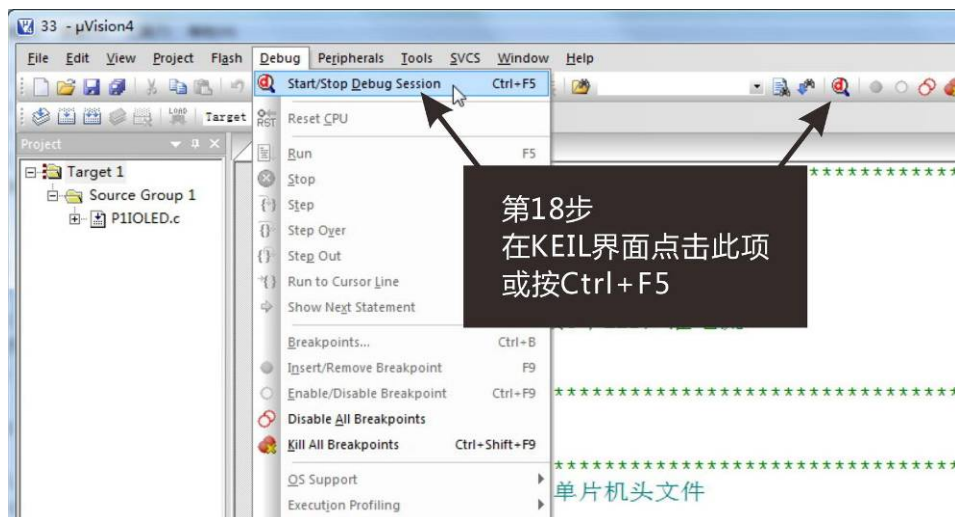 33 - µVision4
File Edit View Project Flash Debug Peripherals Tools SVCS Window Help
Start/Stop Debug Session Ctrl+F5
LOAD Target
RST Reset CPU
Project
Run F5
Target 1
Stop
Source Group 1
Step
P1IOLED.c
Step Over
Step Out
Run to Cursor Line
Show Next Statement
第18步
在KEIL界面点击此项
或按Ctrl+F5
Breakpoints... Ctrl+B
Insert/Remove Breakpoint F9
Enable/Disable Breakpoint Ctrl+F9
****************************
Disable All Breakpoints
Kill All Breakpoints Ctrl+Shift+F9
****************************
OS Support
单片机头文件
Execution Profiling